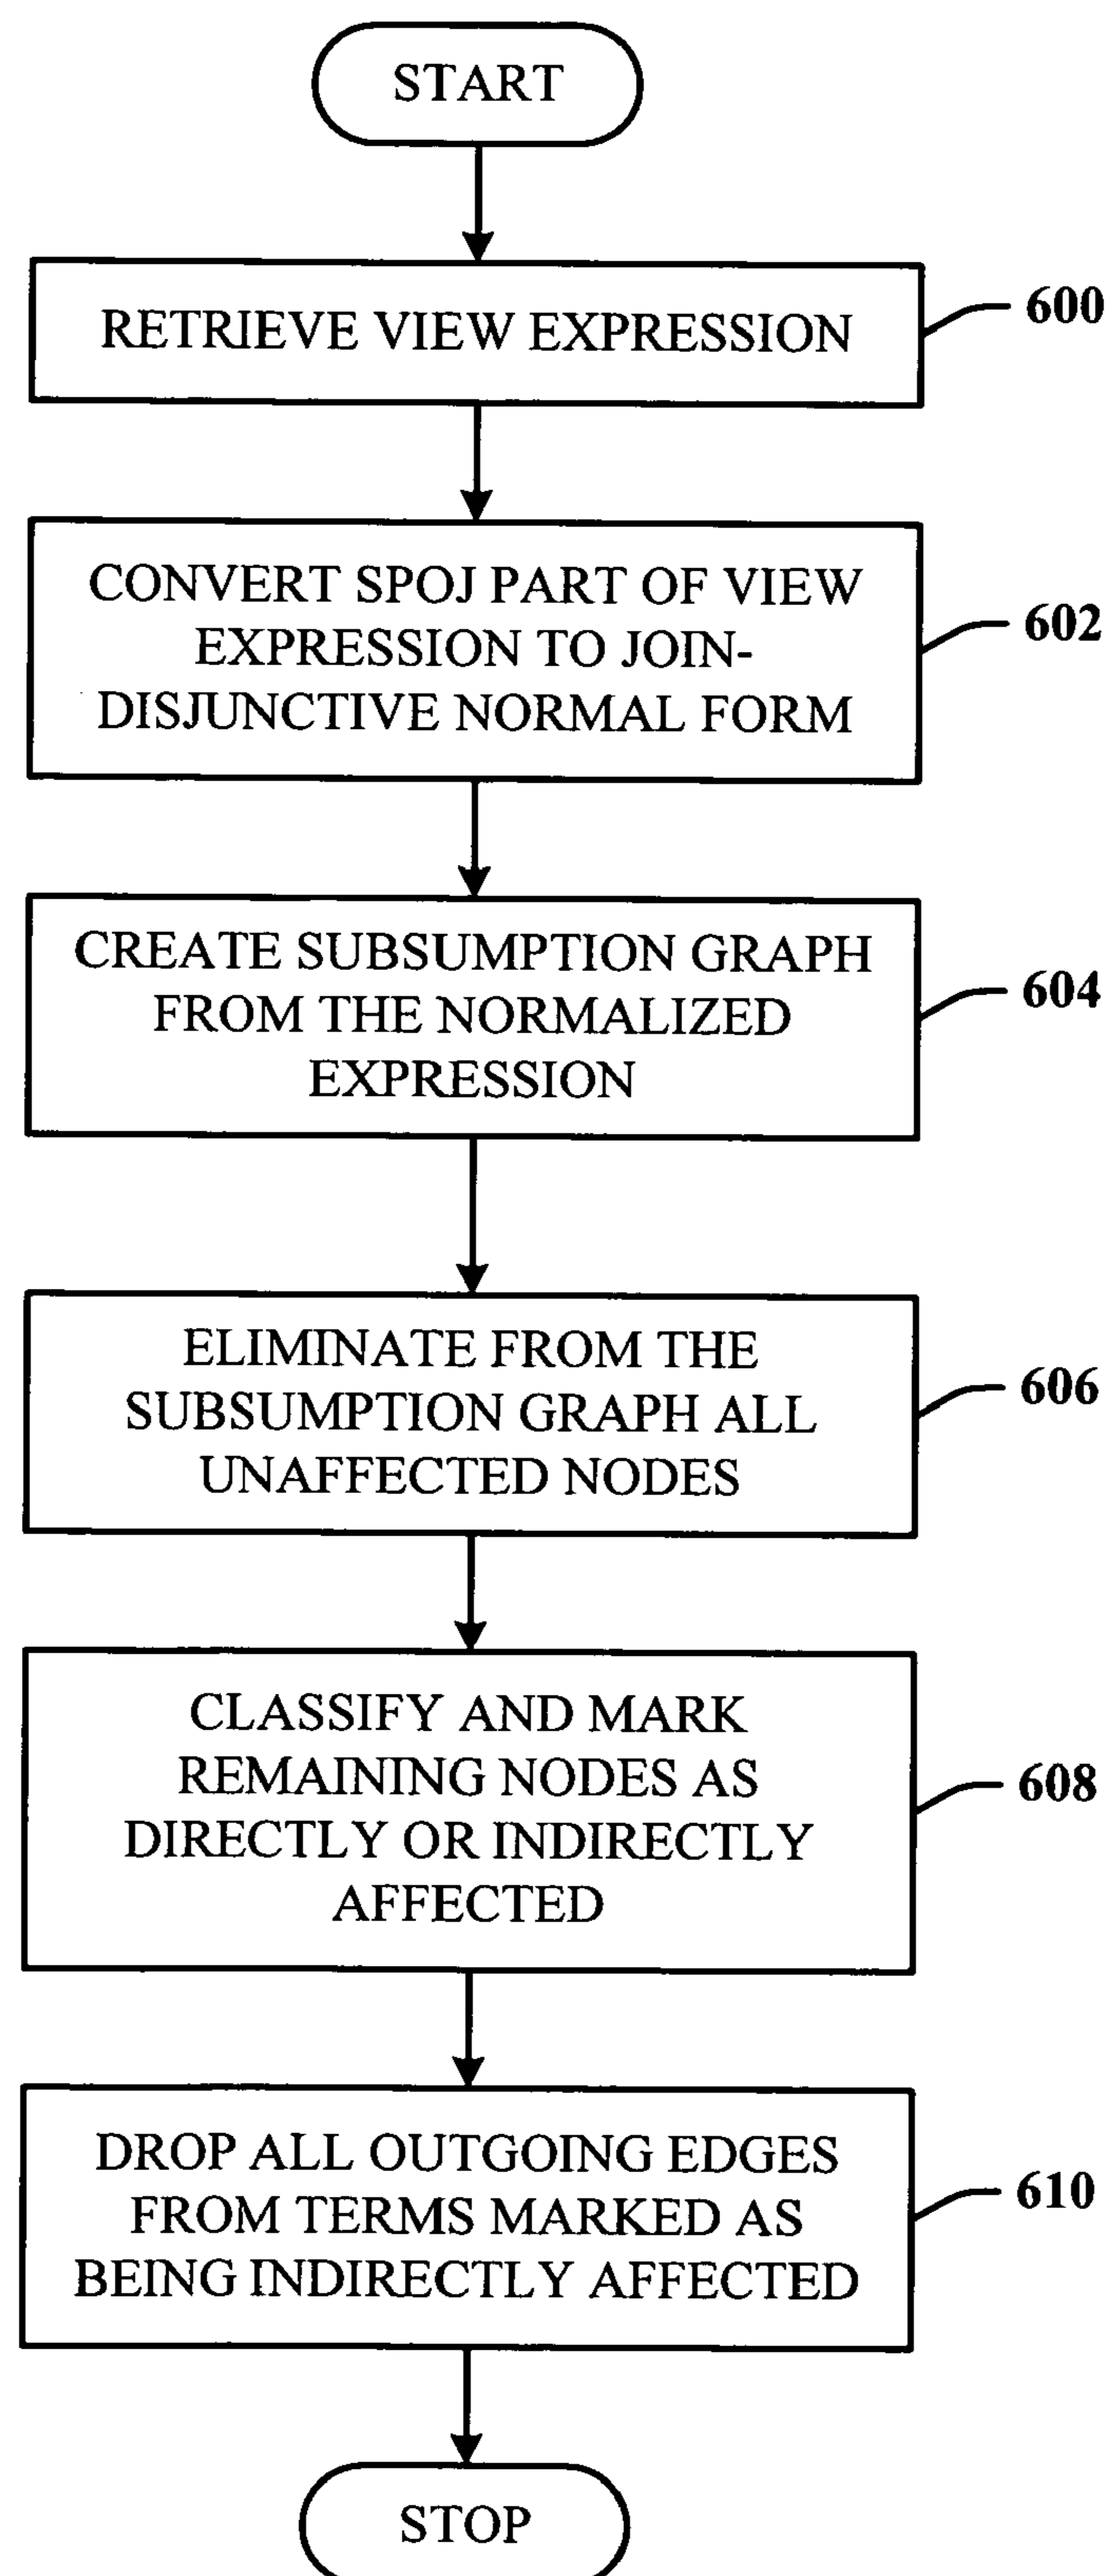 START
RETRIEVE VIEW EXPRESSION
600
CONVERT SPOJ PART OF VIEW
EXPRESSION TO JOIN-
DISJUNCTIVE NORMAL FORM
602
CREATE SUBSUMPTION GRAPH
FROM THE NORMALIZED
EXPRESSION
604
ELIMINATE FROM THE
SUBSUMPTION GRAPH ALL
UNAFFECTED NODES
606
CLASSIFY AND MARK
REMAINING NODES AS
DIRECTLY OR INDIRECTLY
AFFECTED
608
DROP ALL OUTGOING EDGES
FROM TERMS MARKED AS
BEING INDIRECTLY AFFECTED
610
STOP